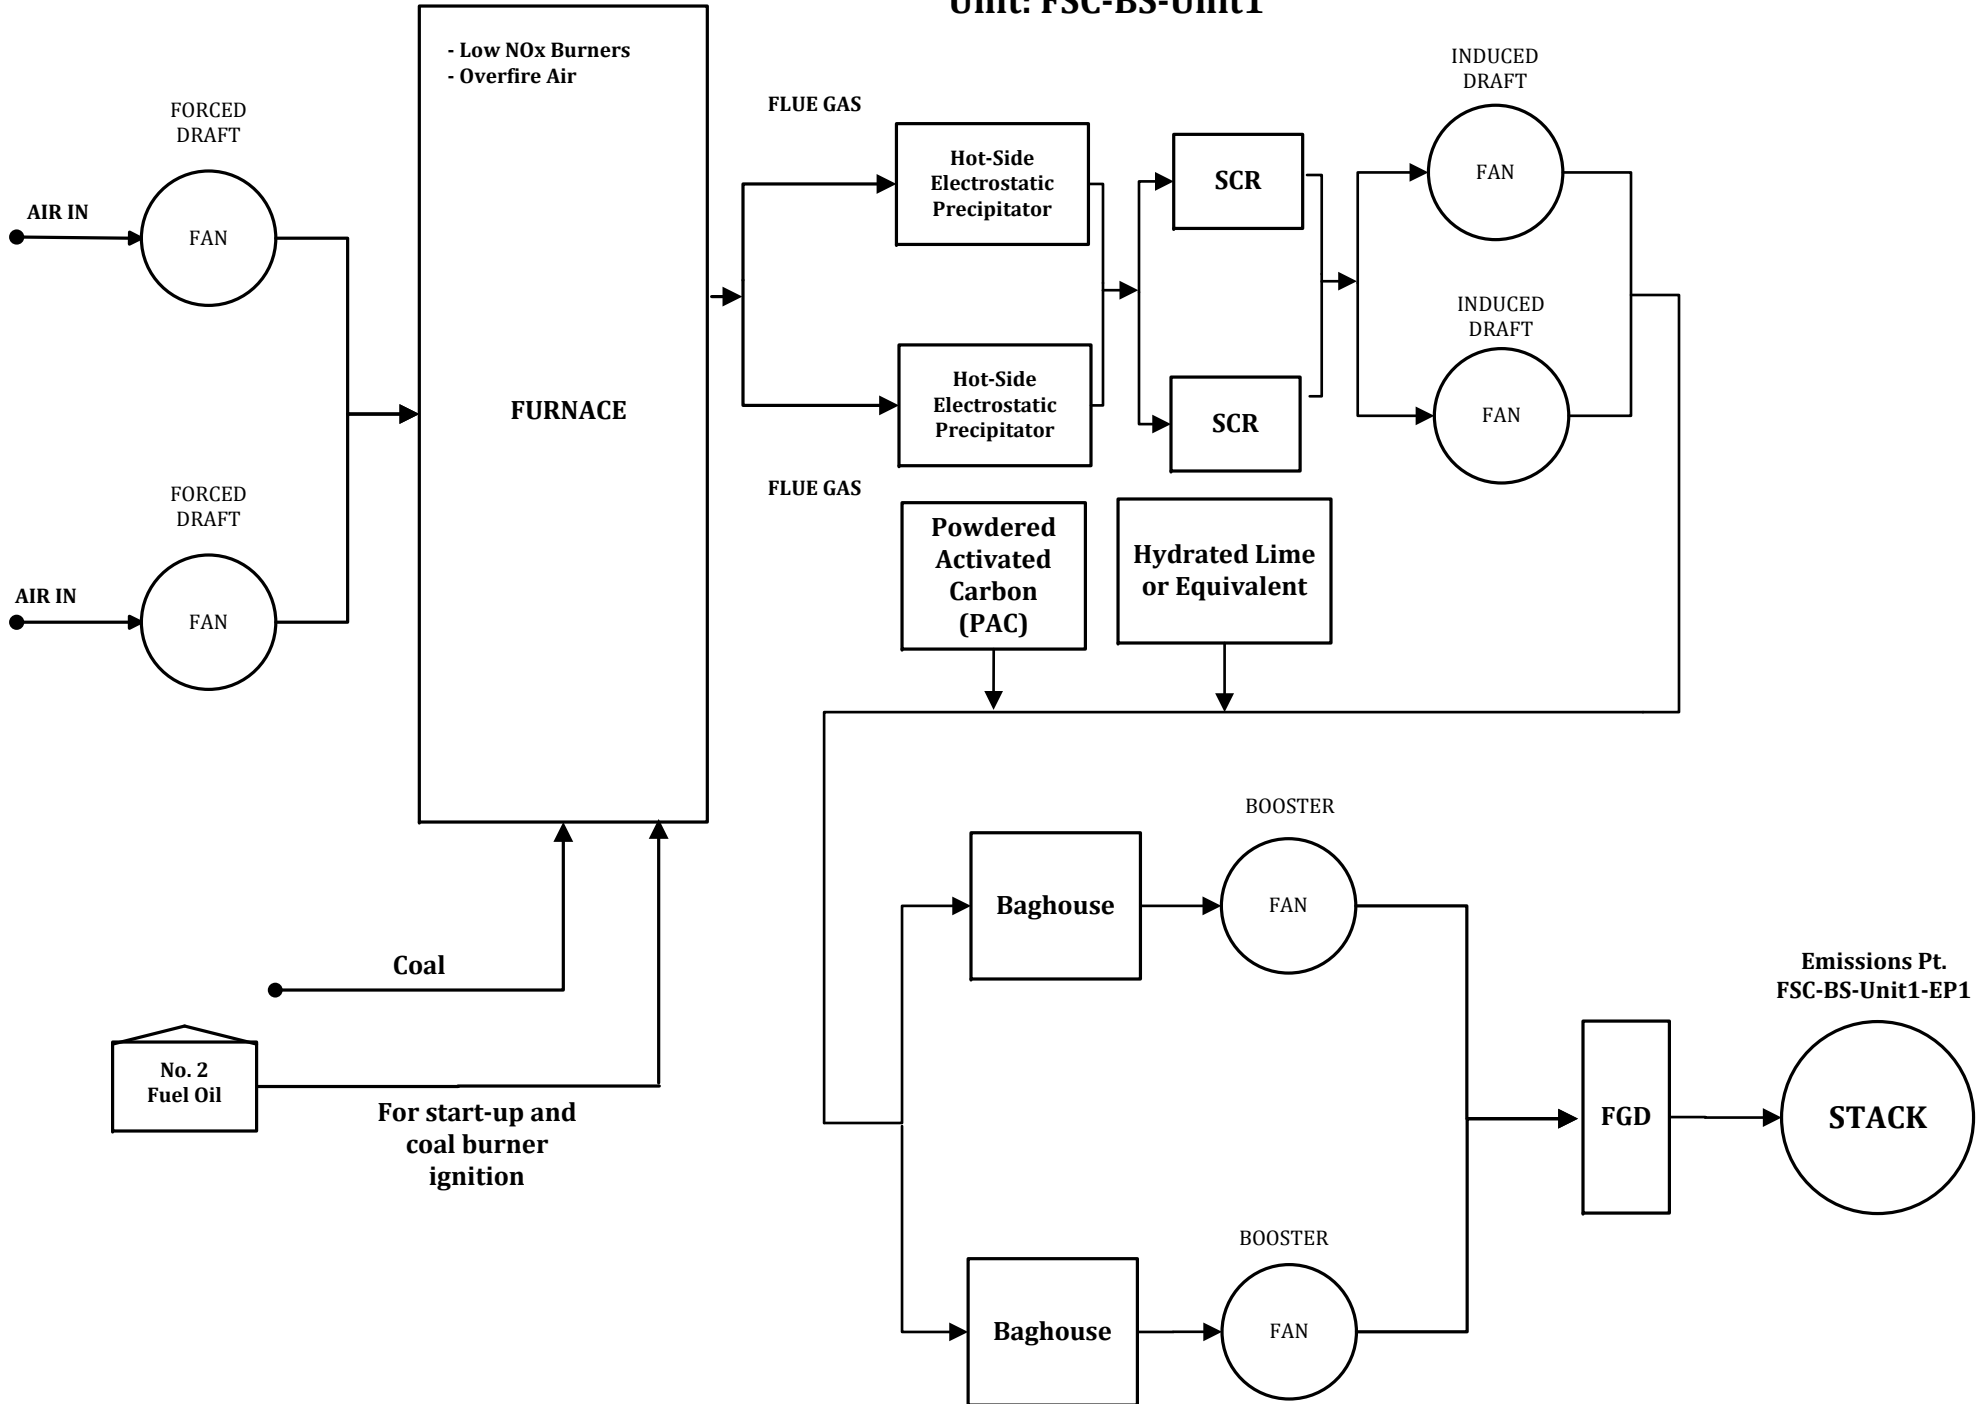 Unit: FSC-BS-Unit1
- Low NOx Burners
- Overfire Air
FORCED
DRAFT
AIR IN
FAN
FURNACE
FORCED
DRAFT
AIR IN
FAN
FLUE GAS
Hot-Side
Electrostatic
Precipitator
SCR
INDUCED
DRAFT
FAN
Hot-Side
Electrostatic
Precipitator
SCR
INDUCED
DRAFT
FAN
FLUE GAS
Powdered
Activated
Carbon
(PAC)
Hydrated Lime
or Equivalent
Coal
No. 2
Fuel Oil
For start-up and
coal burner
ignition
Baghouse
BOOSTER
FAN
Baghouse
BOOSTER
FAN
FGD
Emissions Pt.
FSC-BS-Unit1-EP1
STACK